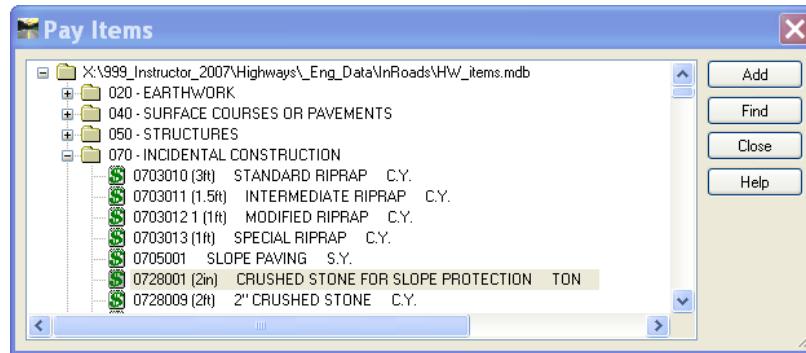 Pay Items
X:\999_Instructor_2007\Highways\_Eng_Data\InRoads\HW_items.mdb
020 - EARTHWORK
040 - SURFACE COURSES OR PAVEMENTS
050 - STRUCTURES
070 - INCIDENTAL CONSTRUCTION
0703010 (3ft) STANDARD RIPRAP C.Y.
0703011 (1.5ft) INTERMEDIATE RIPRAP C.Y.
0703012 1 (1ft) MODIFIED RIPRAP C.Y.
0703013 (1ft) SPECIAL RIPRAP C.Y.
0705001 SLOPE PAVING S.Y.
0728001 (2in) CRUSHED STONE FOR SLOPE PROTECTION TON
0728009 (2ft) 2" CRUSHED STONE C.Y.
Add
Find
Close
Help